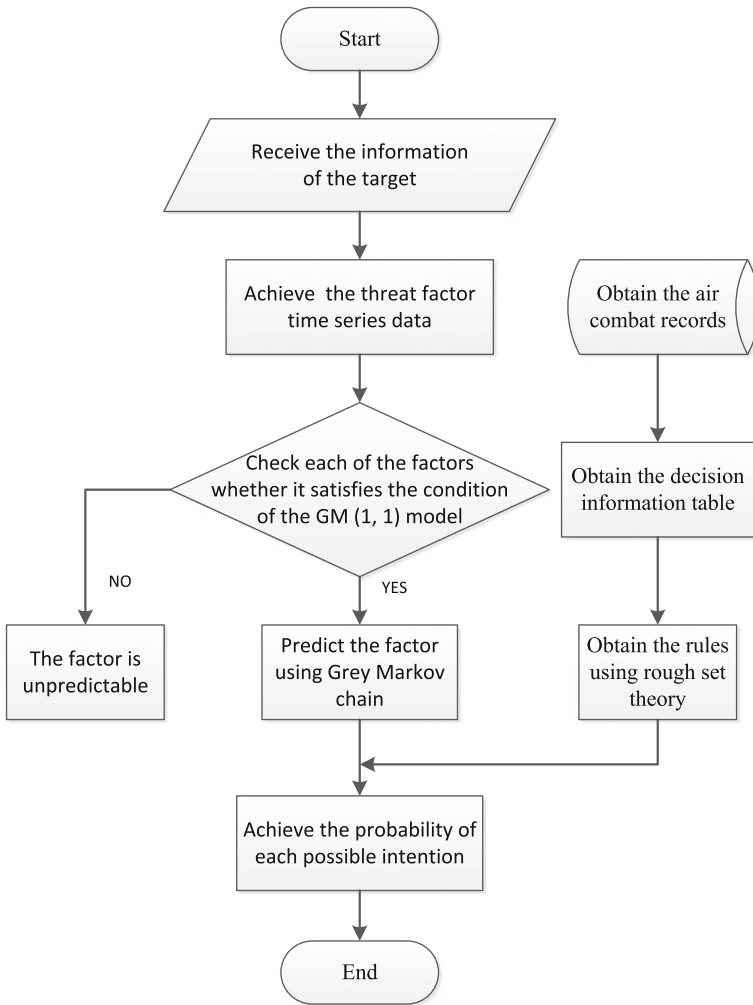 Start
Receive the information
of the target
Achieve the threat factor
time series data
Obtain the air
combat records
Check each of the factors
whether it satisfies the condition
of the GM (1, 1) model
Obtain the decision
information table
NO
YES
The factor is
unpredictable
Predict the factor
using Grey Markov
chain
Obtain the rules
using rough set
theory
Achieve the probability of
each possible intention
End